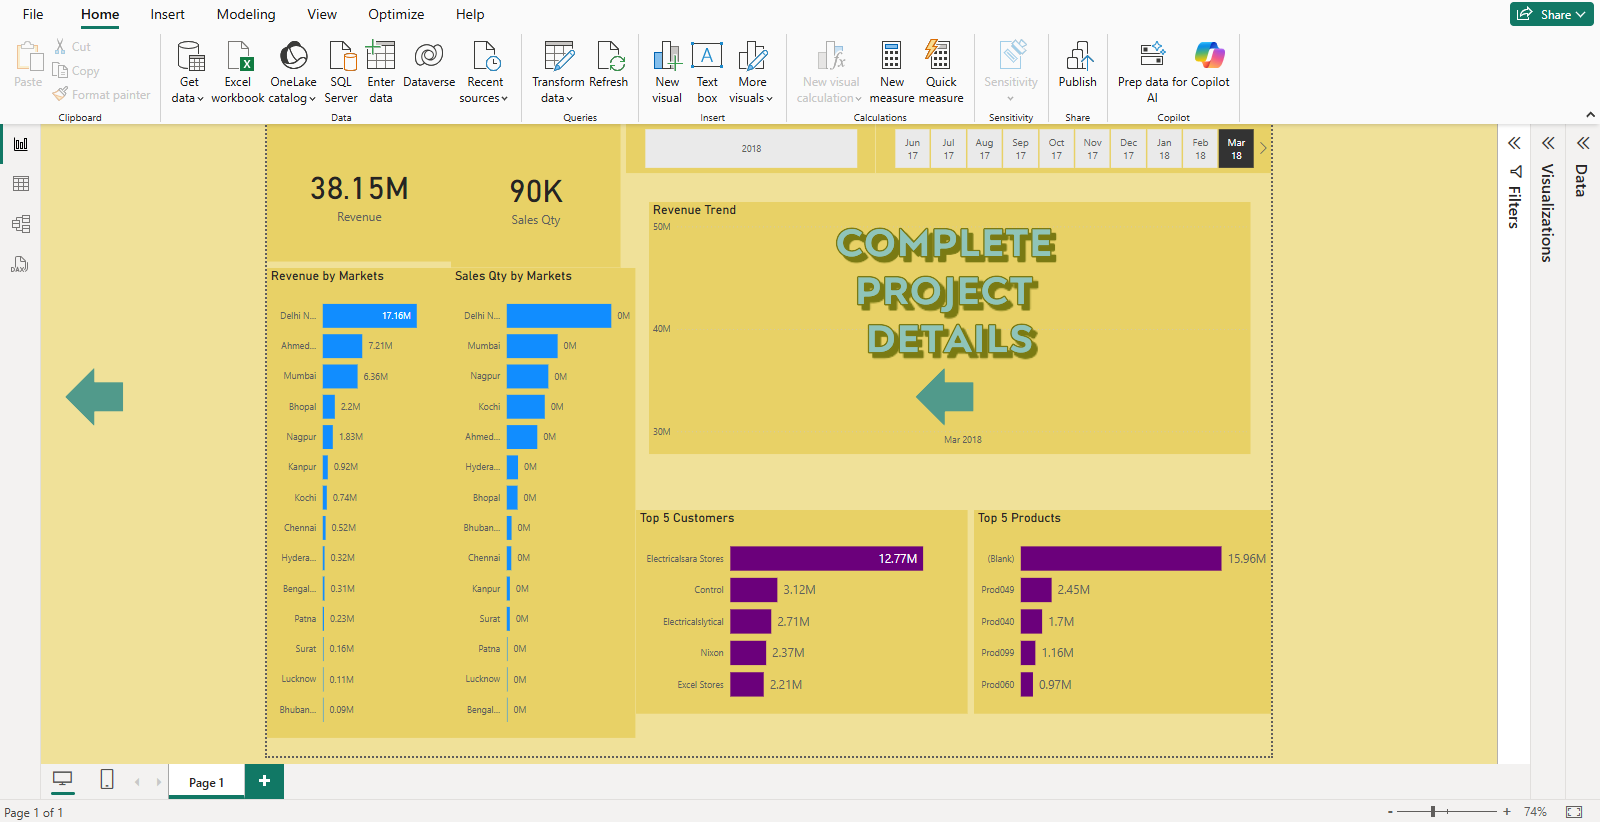 File Home Insert Modeling View Optimize Help
Share
Paste
Cut
Copy
Format painter
Clipboard
Get data
Excel workbook
OneLake catalog
SQL Server
Enter data
Dataverse
Recent sources
Data
Transform data
Refresh
Queries
New visual
Text box
More visuals
Insert
New visual calculation
New measure
Quick measure
Calculations
Sensitivity
Sensitivity
Publish
Share
Prep data for AI
Copilot
Copilot
2018
Jun 17
Jul 17
Aug 17
Sep 17
Oct 17
Nov 17
Dec 17
Jan 18
Feb 18
Mar 18
38.15M
Revenue
90K
Sales Qty
Revenue Trend
50M
40M
30M
Mar 2018
COMPLETE
PROJECT
DETAILS
Revenue by Markets
Delhi N... 17.16M
Ahmed... 7.21M
Mumbai 6.36M
Bhopal 2.2M
Nagpur 1.83M
Kanpur 0.92M
Kochi 0.74M
Chennai 0.52M
Hydera... 0.32M
Bengal... 0.31M
Patna 0.23M
Surat 0.16M
Lucknow 0.11M
Bhuban... 0.09M
Sales Qty by Markets
Delhi N... 0M
Mumbai 0M
Nagpur 0M
Kochi 0M
Ahmed... 0M
Hydera... 0M
Bhopal 0M
Bhuban... 0M
Chennai 0M
Kanpur 0M
Surat 0M
Patna 0M
Lucknow 0M
Bengal... 0M
Top 5 Customers
Electricalsara Stores 12.77M
Control 3.12M
Electricalslytical 2.71M
Nixon 2.37M
Excel Stores 2.21M
Top 5 Products
(Blank) 15.96M
Prod049 2.45M
Prod040 1.7M
Prod099 1.16M
Prod060 0.97M
Filters
Visualizations
Data
DAX
Page 1
+
Page 1 of 1
- + 74%